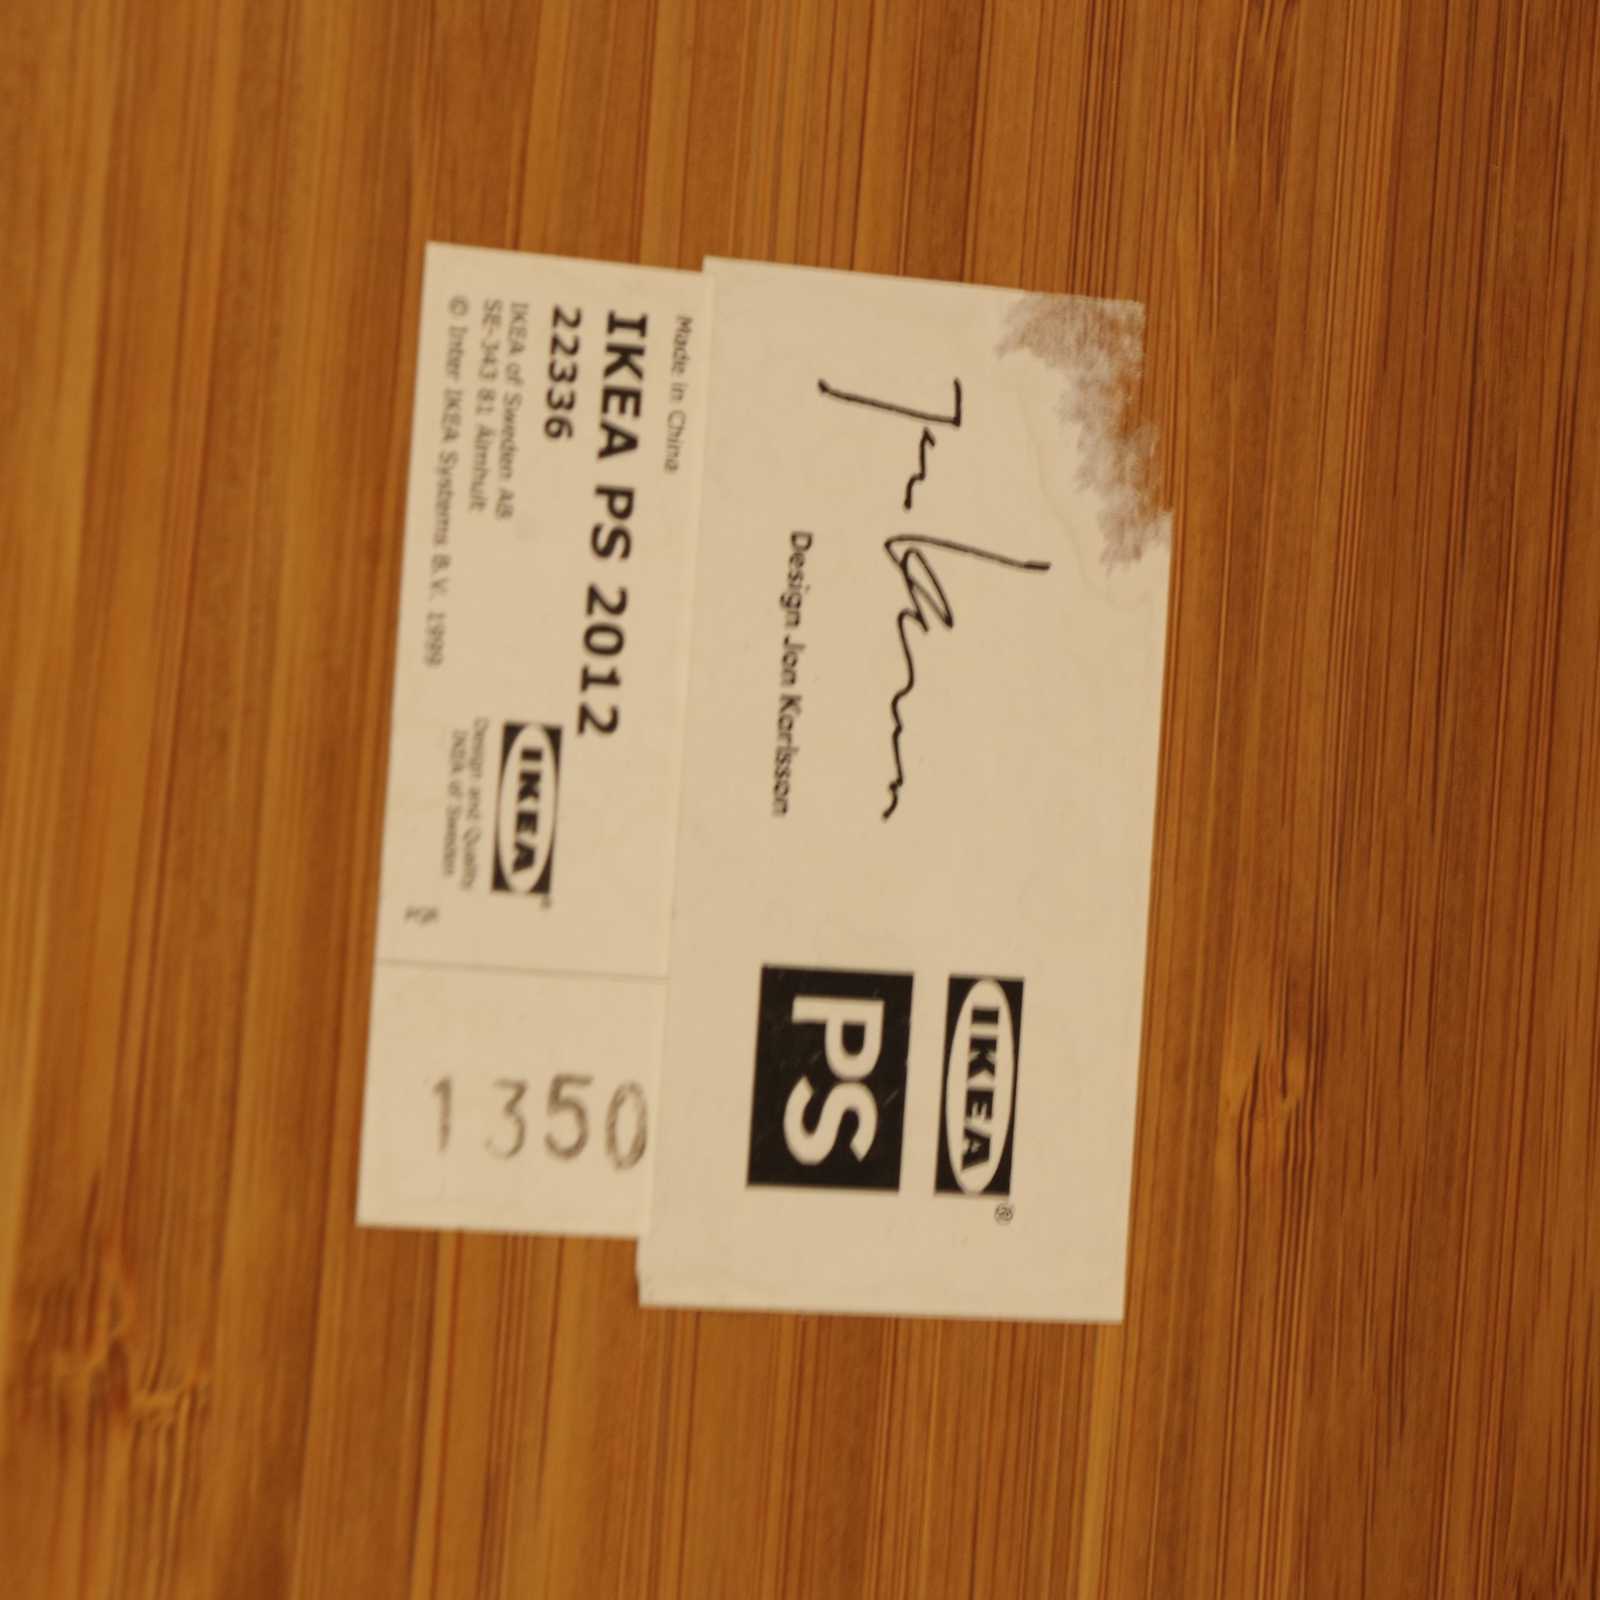 IKEA®
PS
Design Jon Karlsson
Made in China
IKEA PS 2012
22336
IKEA of Sweden AB
SE-343 81 Älmhult
© Inter IKEA Systems B.V. 1999
IKEA®
Design and Quality
IKEA of Sweden
1350